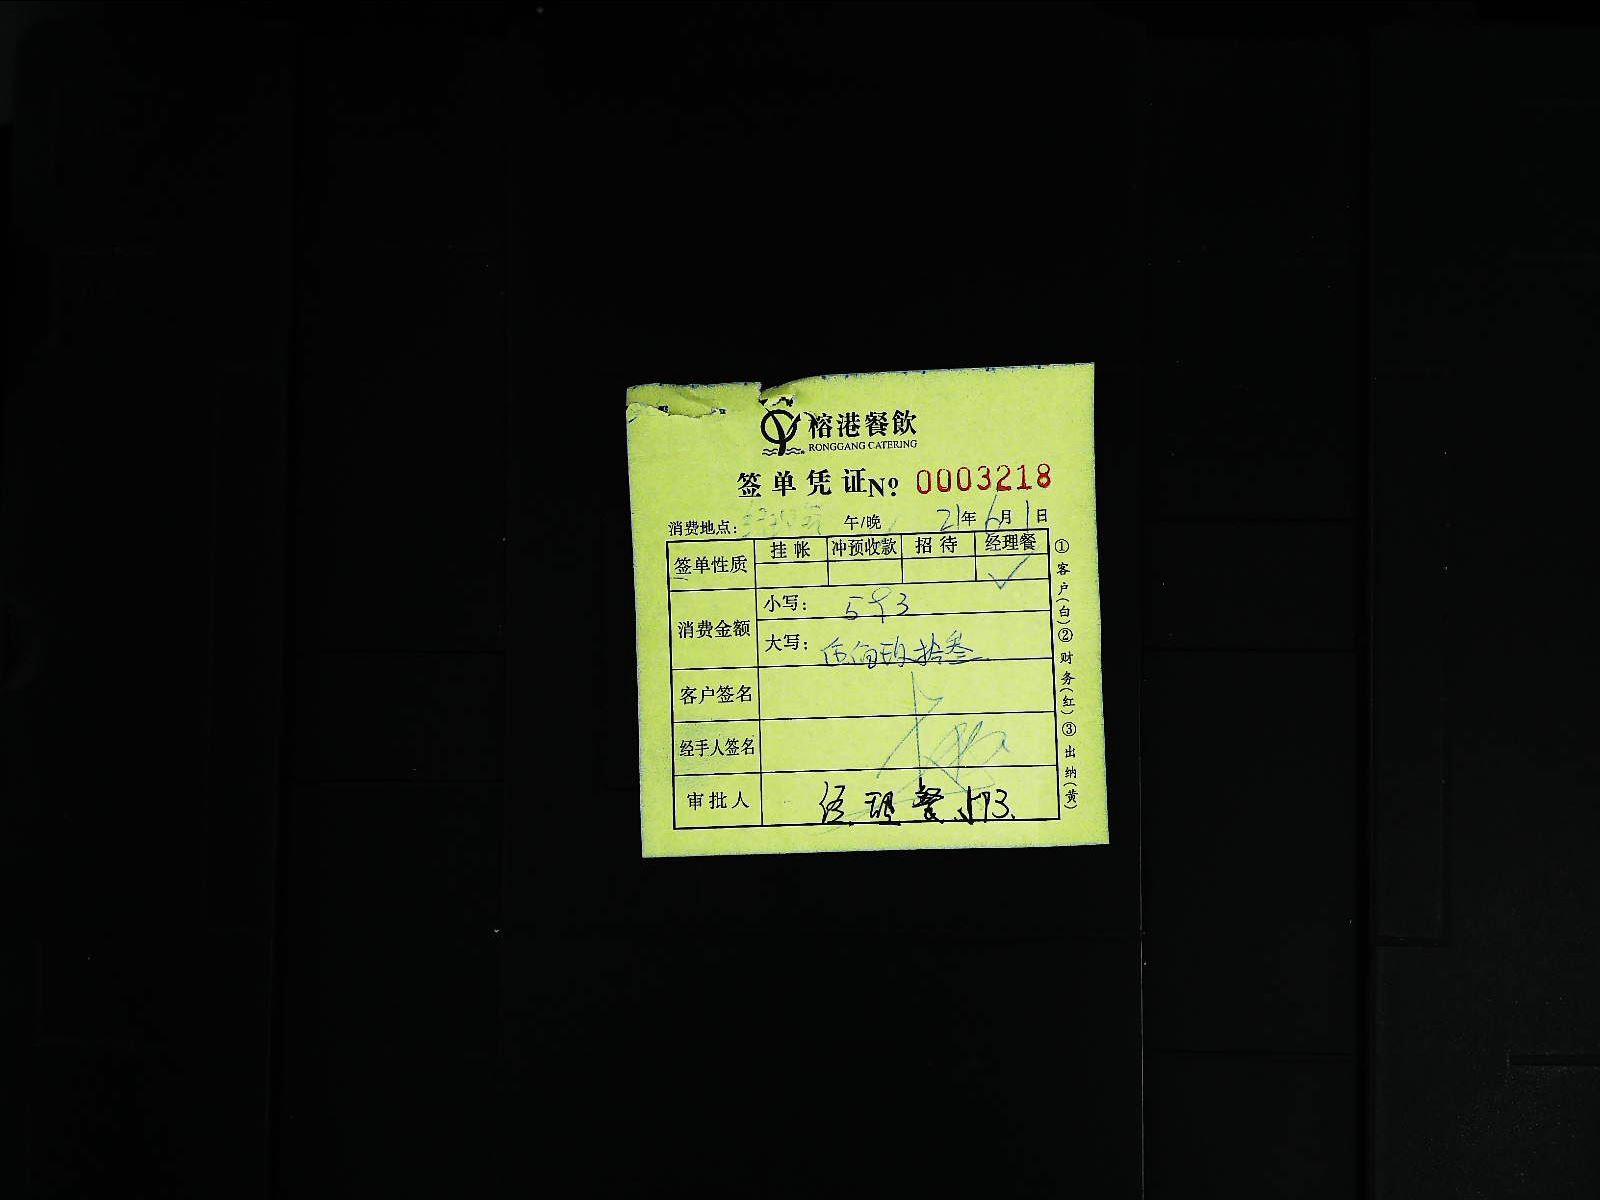 榕港餐飲
RONGGANG CATERING
签单凭证№ 0003218
消费地点: 午/晚 21年6月1日
签单性质 挂帐 冲预收款 招待 经理餐
✓
消费金额 小写: 593
大写: 伍佰玖拾叁
客户签名
经手人签名
审批人 经理餐 593.
①客户(白)②财务(红)③出纳(黄)